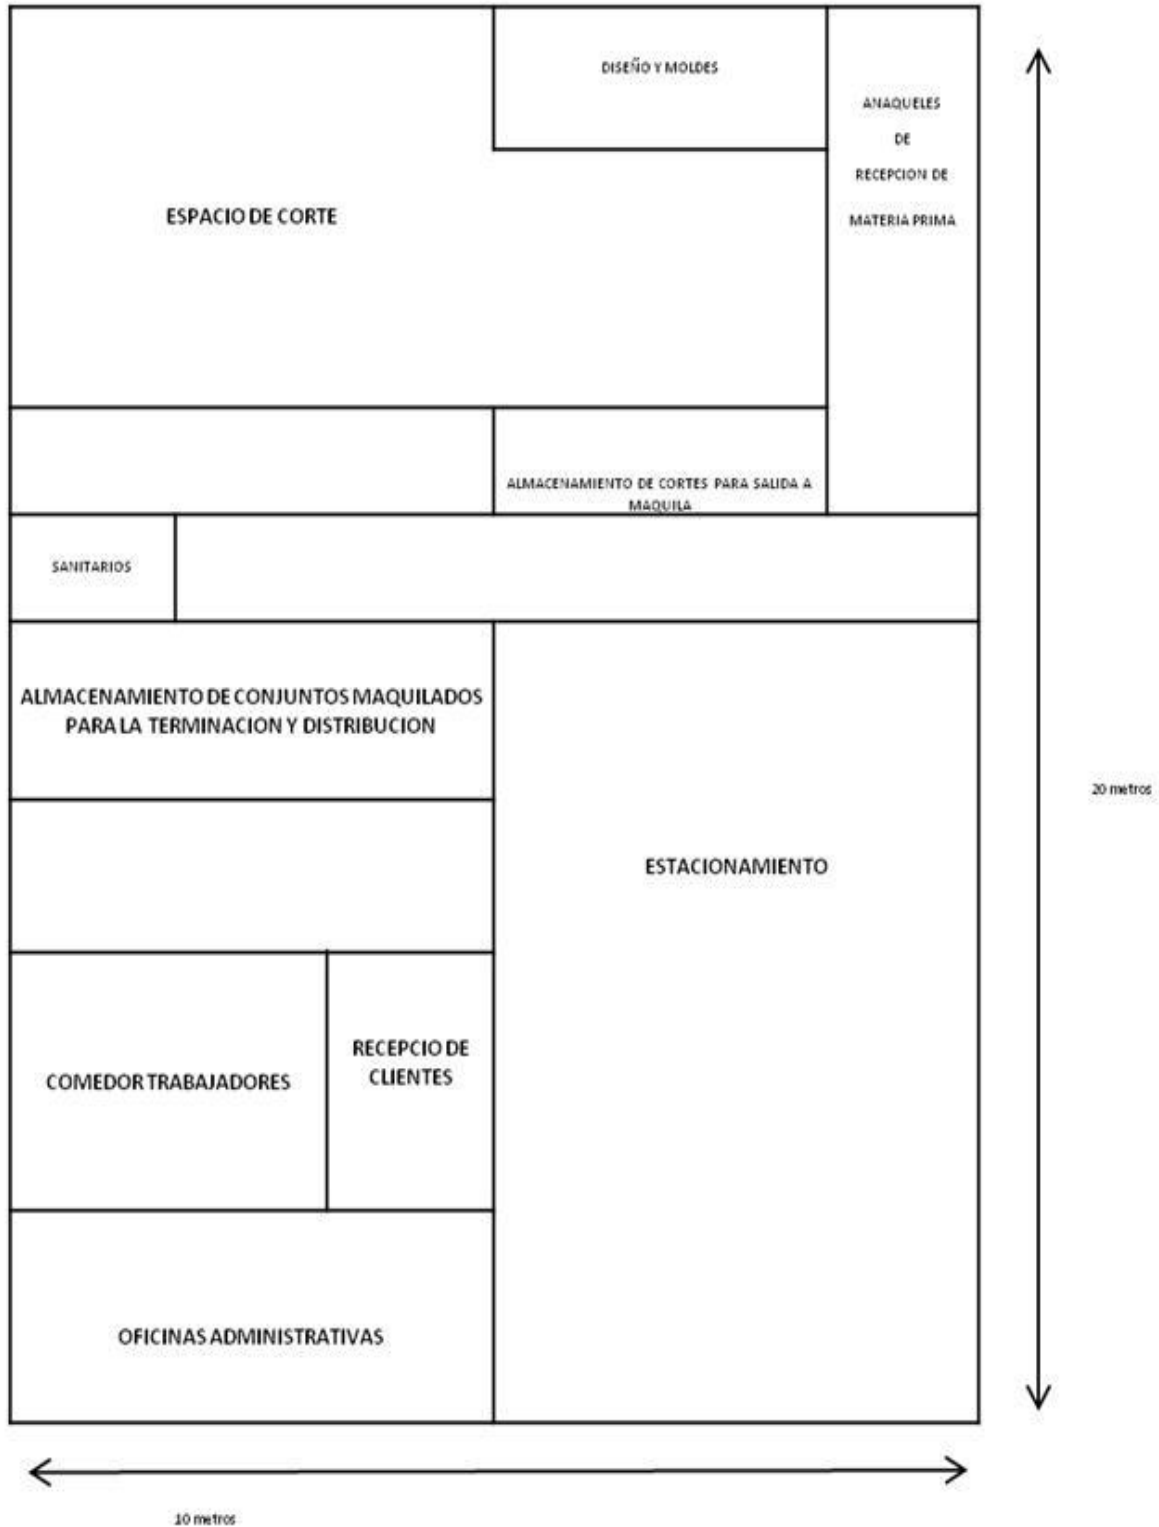 DISEÑO Y MOLDES
ANAQUELES
DE
RECEPCION DE
MATERIA PRIMA
ESPACIO DE CORTE
ALMACENAMIENTO DE CORTES PARA SALIDA A
MAQUILA
SANITARIOS
ALMACENAMIENTO DE CONJUNTOS MAQUILADOS
PARA LA TERMINACION Y DISTRIBUCION
20 metros
ESTACIONAMIENTO
RECEPCIO DE
CLIENTES
COMEDOR TRABAJADORES
OFICINAS ADMINISTRATIVAS
10 metros